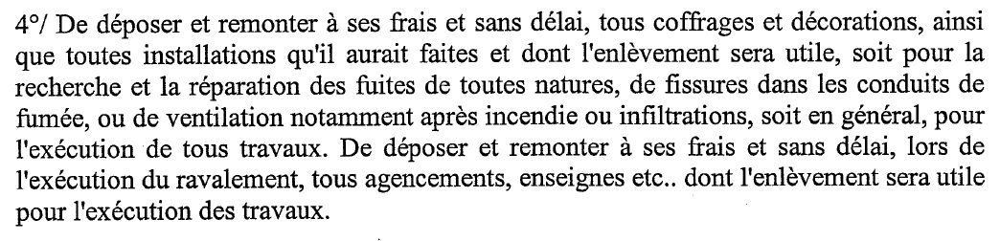 4°/ De déposer et remonter à ses frais et sans délai, tous coffrages et décorations, ainsi
que toutes installations qu'il aurait faites et dont l'enlèvement sera utile, soit pour la
recherche et la réparation des fuites de toutes natures, de fissures dans les conduits de
fumée, ou de ventilation notamment après incendie ou infiltrations, soit en général, pour
l'exécution de tous travaux. De déposer et remonter à ses frais et sans délai, lors de
l'exécution du ravalement, tous agencements, enseignes etc.. dont l'enlèvement sera utile
pour l'exécution des travaux.